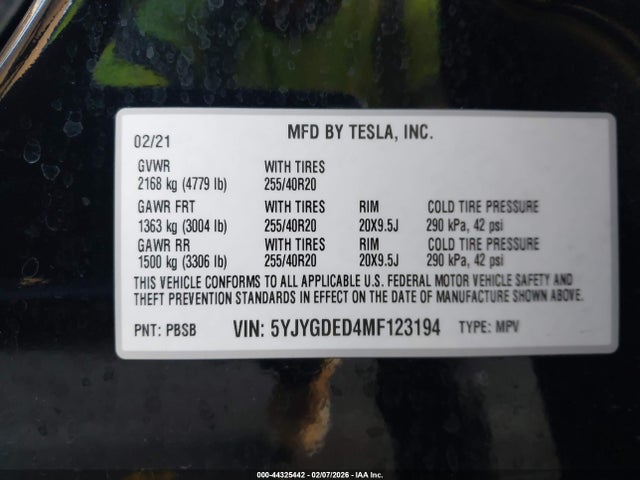 MFD BY TESLA, INC.
02/21
GVWR WITH TIRES
2168 kg (4779 lb) 255/40R20
GAWR FRT WITH TIRES RIM COLD TIRE PRESSURE
1363 kg (3004 lb) 255/40R20 20X9.5J 290 kPa, 42 psi
GAWR RR WITH TIRES RIM COLD TIRE PRESSURE
1500 kg (3306 lb) 255/40R20 20X9.5J 290 kPa, 42 psi
THIS VEHICLE CONFORMS TO ALL APPLICABLE U.S. FEDERAL MOTOR VEHICLE SAFETY AND
THEFT PREVENTION STANDARDS IN EFFECT ON THE DATE OF MANUFACTURE SHOWN ABOVE.
PNT: PBSB VIN: 5YJYGDED4MF123194 TYPE: MPV
000-44325442 - 02/07/2026 - IAA Inc.